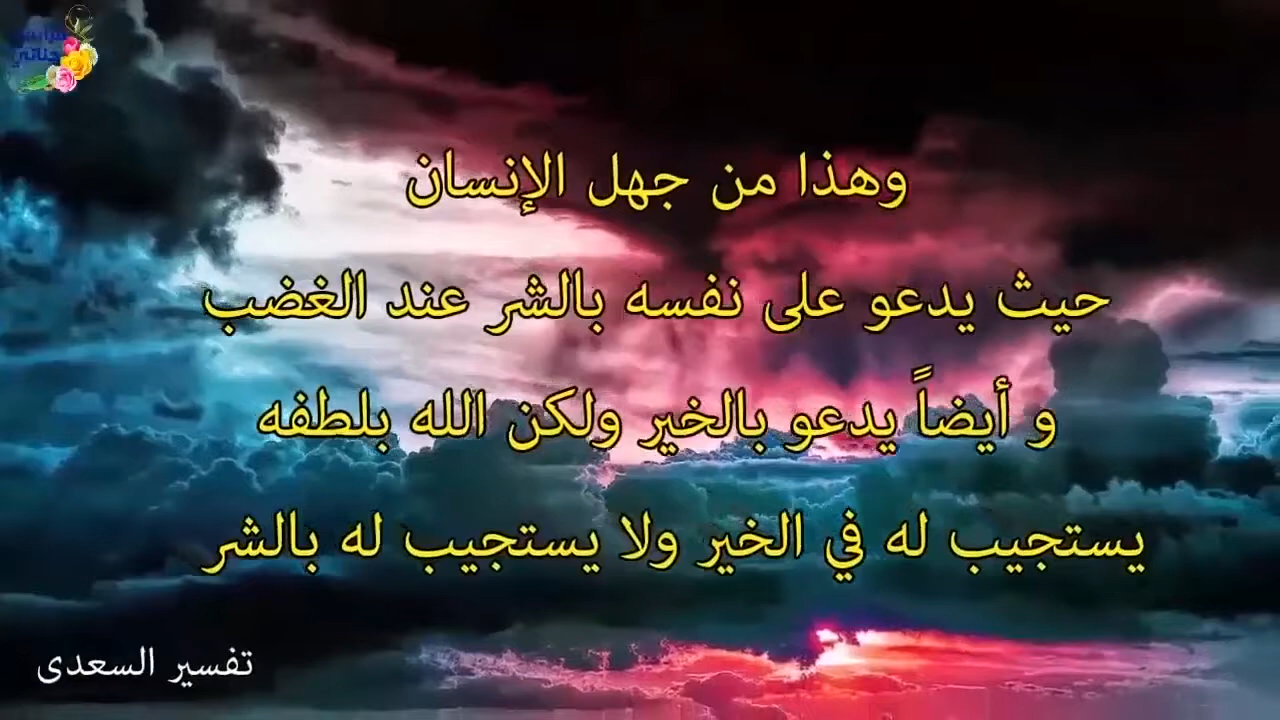 وهذا من جهل الإنسان
حيث يدعو على نفسه بالشر عند الغضب
و أيضاً يدعو بالخير ولكن الله بلطفه
يستجيب له في الخير ولا يستجيب له بالشر
تفسير السعدى